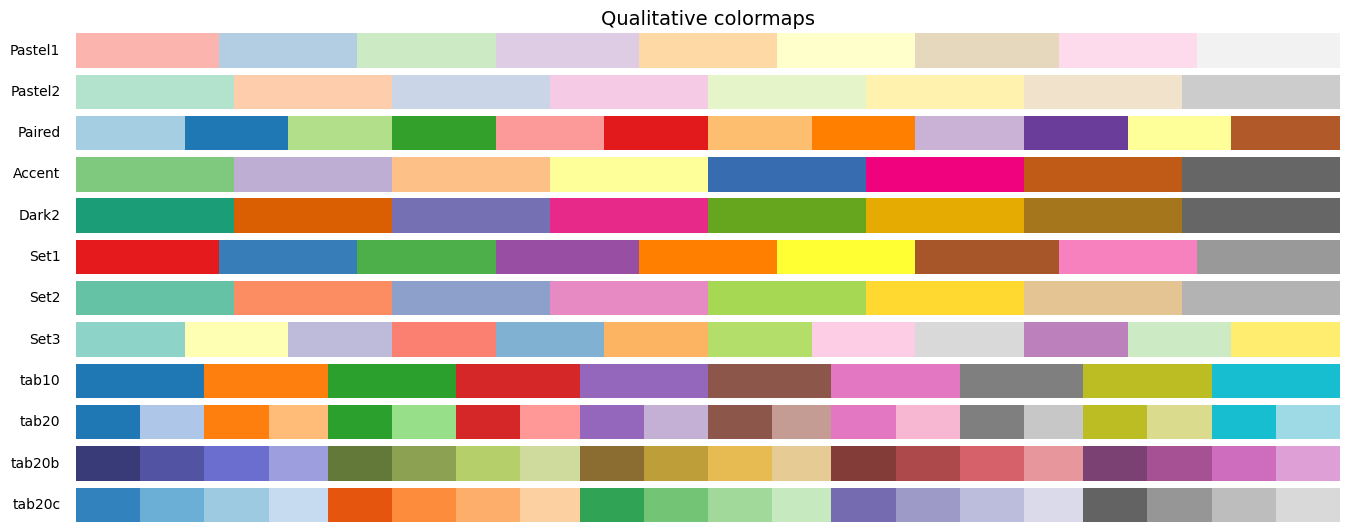 Qualitative colormaps
Pastel1
Pastel2
Paired
Accent
Dark2
Set1
Set2
Set3
tab10
tab20
tab20b
tab20c